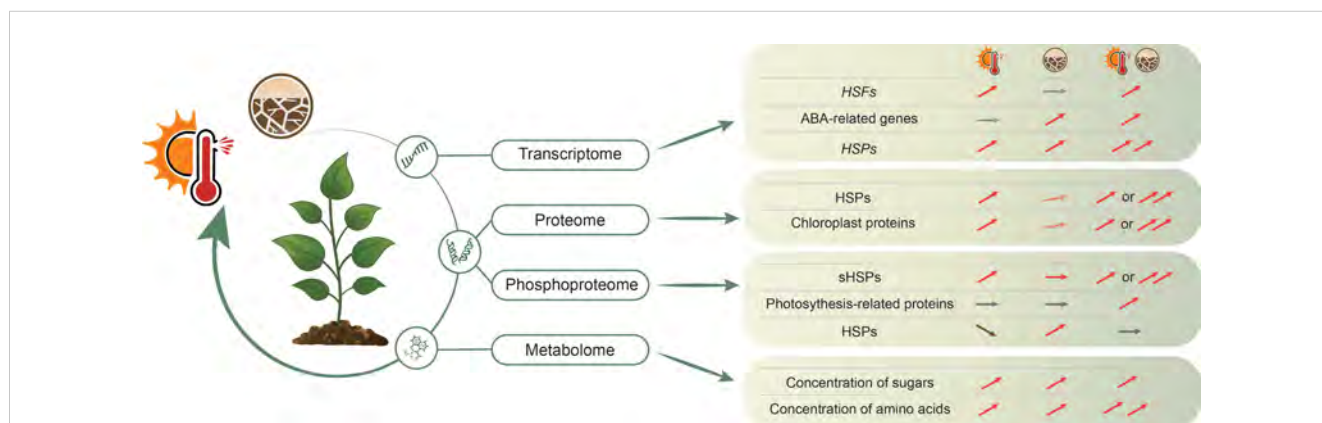 HSFs
ABA-related genes
HSPs
Transcriptome
HSPs or
Proteome
Chloroplast proteins or
sHSPs or
Phosphoproteome
Photosythesis-related proteins
HSPs
Metabolome
Concentration of sugars
Concentration of amino acids